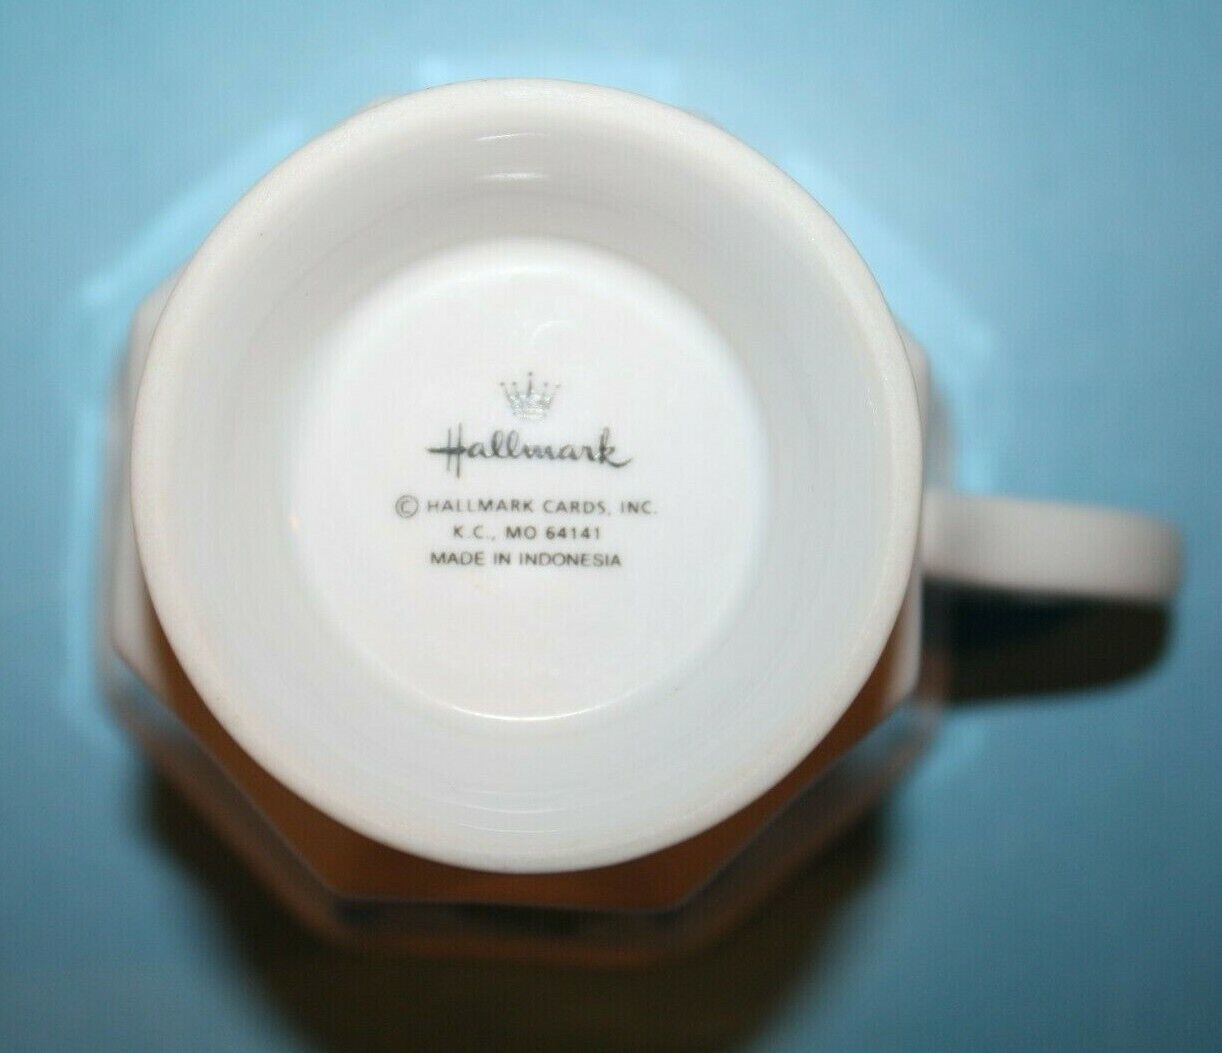 Hallmark
© HALLMARK CARDS, INC.
K.C., MO 64141
MADE IN INDONESIA